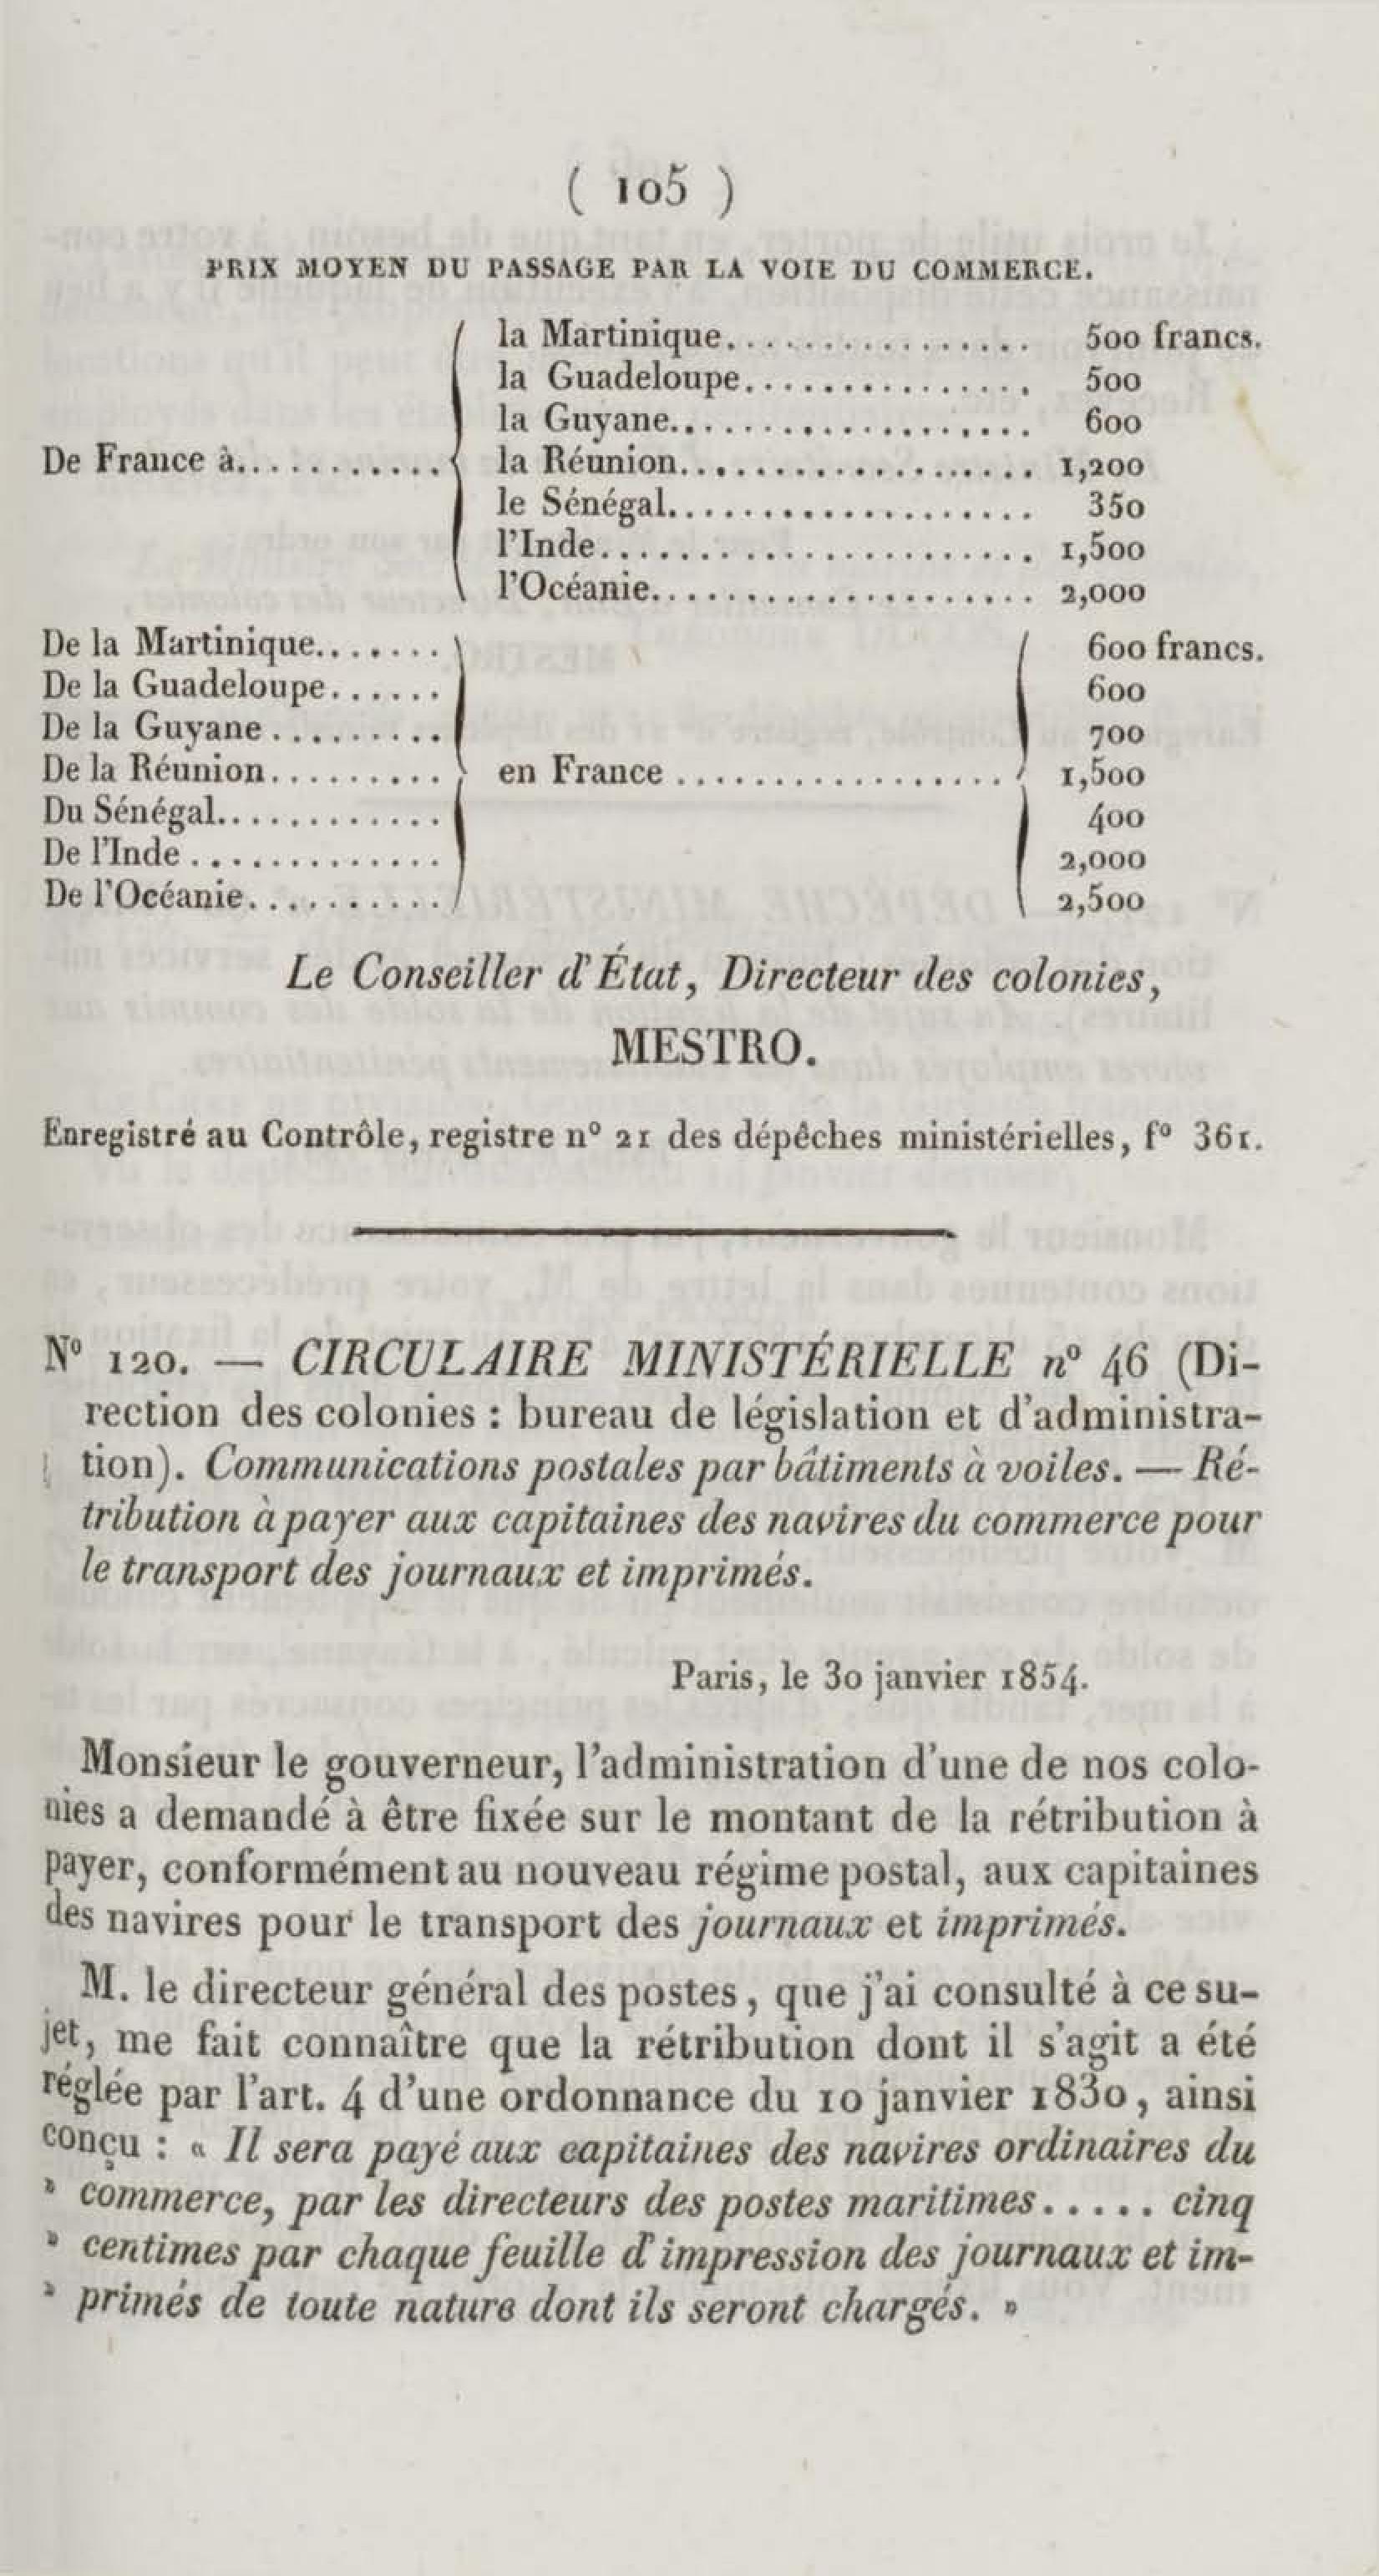 ( 105 )
PRIX MOYEN DU PASSAGE PAR LA VOIE DU COMMERCE.
la Martinique................ 500 francs.
la Guadeloupe............... 500
la Guyane................... 600
De France à........... la Réunion.................. 1,200
le Sénégal................... 350
l'Inde....................... 1,500
l'Océanie.................... 2,000
De la Martinique....... 600 francs.
De la Guadeloupe...... 600
De la Guyane......... 700
De la Réunion......... en France................. 1,500
Du Sénégal............ 400
De l'Inde............. 2,000
De l'Océanie.......... 2,500
Le Conseiller d'État, Directeur des colonies,
MESTRO.
Enregistré au Contrôle, registre n° 21 des dépêches ministérielles, f° 361.
N° 120. — CIRCULAIRE MINISTÉRIELLE n° 46 (Di-
rection des colonies : bureau de législation et d'administra-
tion). Communications postales par bâtiments à voiles. — Ré-
tribution à payer aux capitaines des navires du commerce pour
le transport des journaux et imprimés.
Paris, le 30 janvier 1854.
Monsieur le gouverneur, l'administration d'une de nos colo-
nies a demandé à être fixée sur le montant de la rétribution à
payer, conformément au nouveau régime postal, aux capitaines
des navires pour le transport des journaux et imprimés.
M. le directeur général des postes, que j'ai consulté à ce su-
jet, me fait connaître que la rétribution dont il s'agit a été
réglée par l'art. 4 d'une ordonnance du 10 janvier 1830, ainsi
conçu : « Il sera payé aux capitaines des navires ordinaires du
» commerce, par les directeurs des postes maritimes..... cinq
» centimes par chaque feuille d'impression des journaux et im-
» primés de toute nature dont ils seront chargés. »